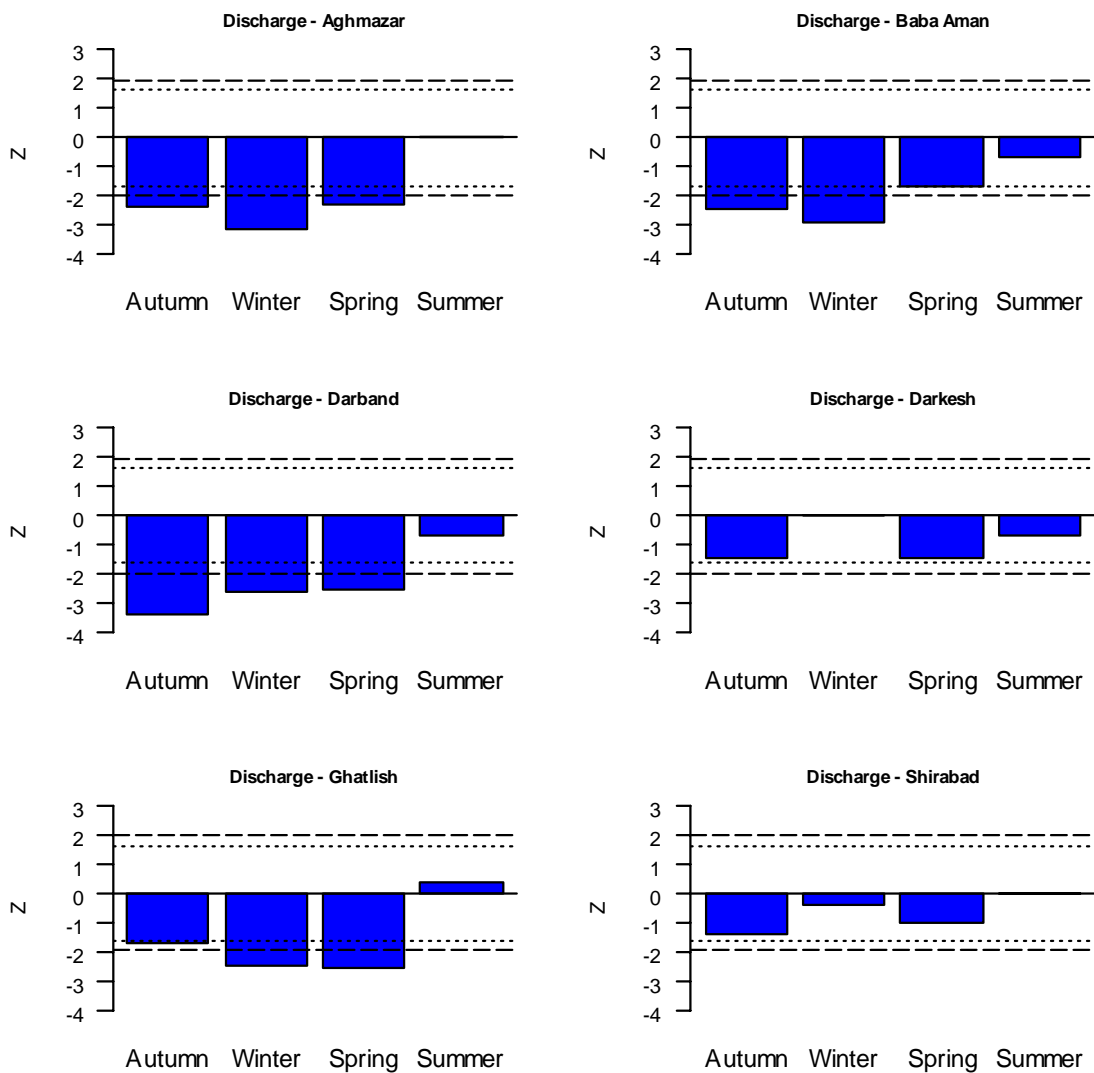 Discharge - Aghmazar
3
2
1
0
-1
-2
-3
-4
Z
Autumn Winter Spring Summer
Discharge - Baba Aman
3
2
1
0
-1
-2
-3
-4
Z
Autumn Winter Spring Summer
Discharge - Darband
3
2
1
0
-1
-2
-3
-4
Z
Autumn Winter Spring Summer
Discharge - Darkesh
3
2
1
0
-1
-2
-3
-4
Z
Autumn Winter Spring Summer
Discharge - Ghatlish
3
2
1
0
-1
-2
-3
-4
Z
Autumn Winter Spring Summer
Discharge - Shirabad
3
2
1
0
-1
-2
-3
-4
Z
Autumn Winter Spring Summer